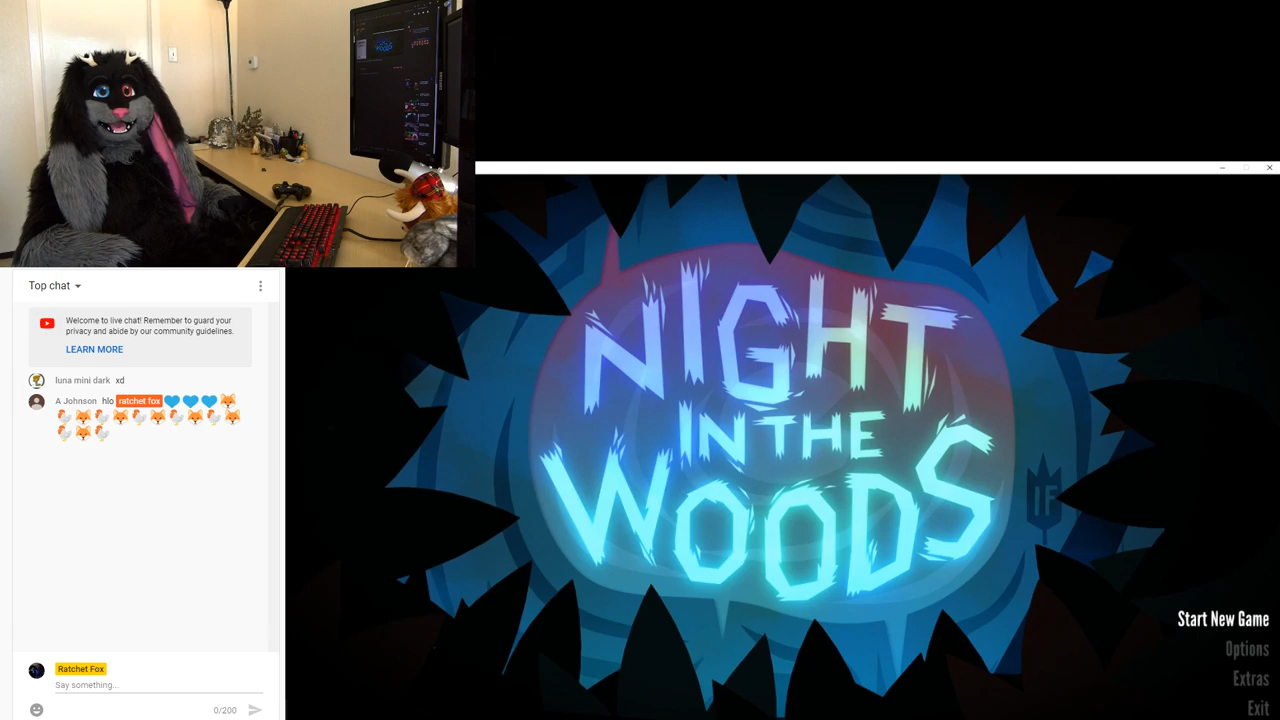 Top chat
Welcome to live chat! Remember to guard your
privacy and abide by our community guidelines.
LEARN MORE
luna mini dark xd
A Johnson hlo ratchet fox
Ratchet Fox
Say something...
0/200
NIGHT
IN THE
WOODS
IF
Start New Game
Options
Extras
Exit